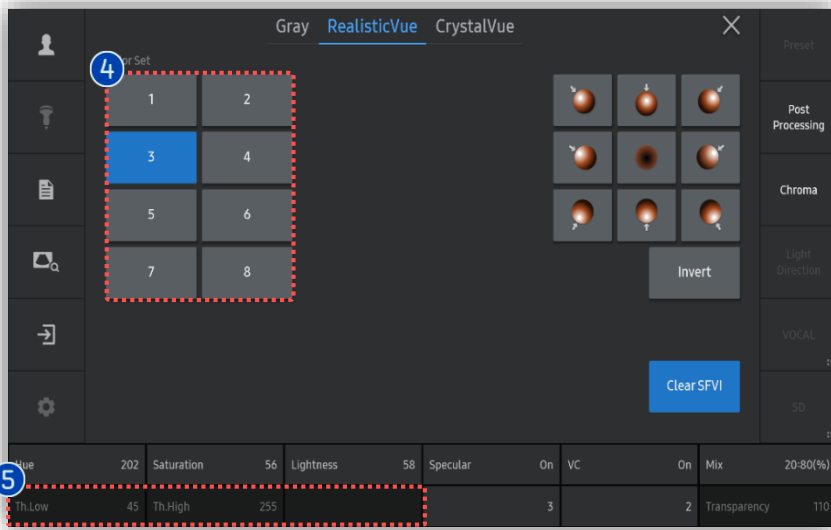 Gray RealisticVue CrystalVue
Preset
4 or Set
1 2
Post
Processing
3 4
Chroma
5 6
Light
Direction
7 8
Invert
VOCAL
Clear SFVI
SD
5 Hue 202 Saturation 56 Lightness 58 Specular On VC On Mix 20:80(%)
Th.Low 45 Th.High 255 3 2 Transparency 110